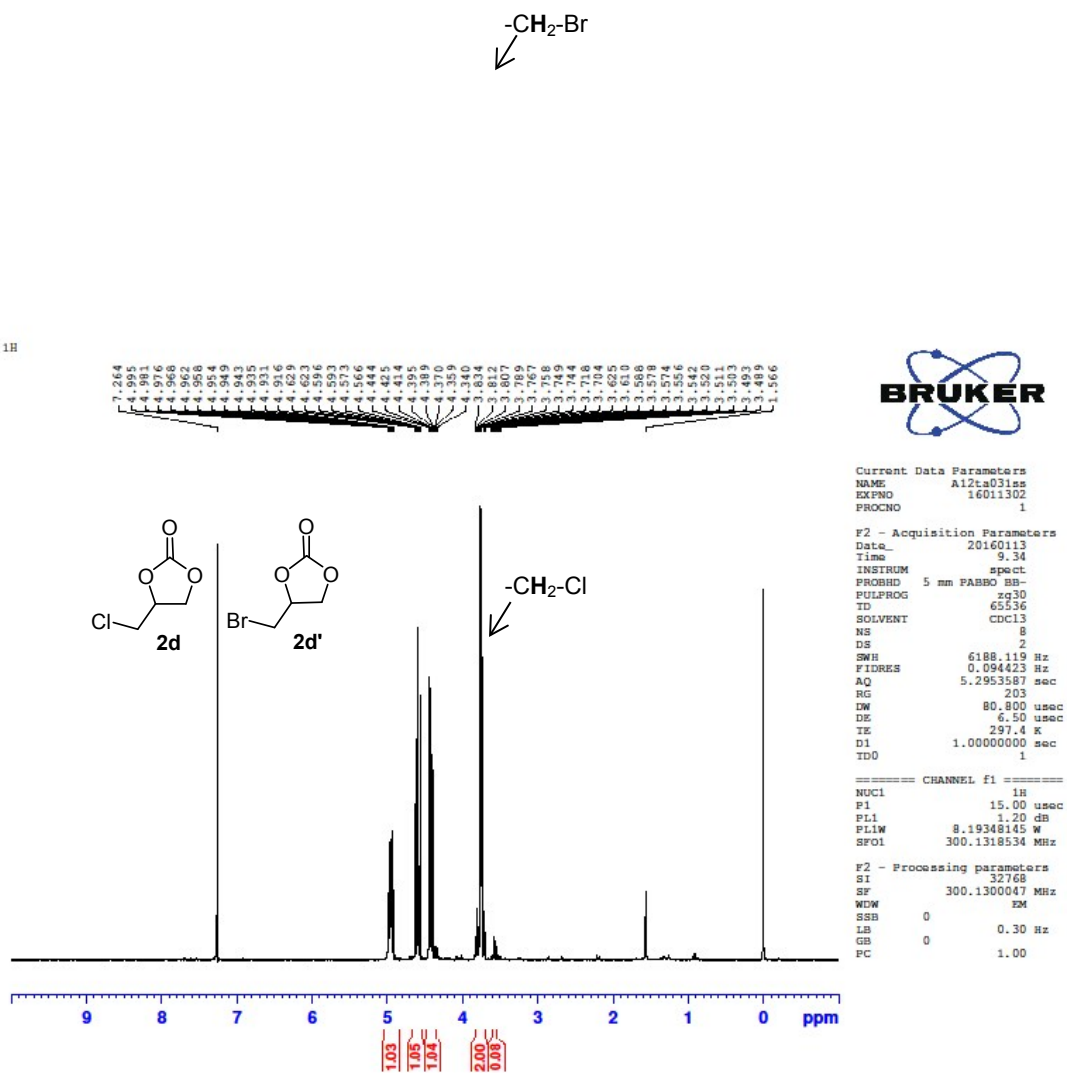 -CH₂-Br
1H
7.264
4.995
4.981
4.976
4.968
4.962
4.958
4.954
4.949
4.943
4.935
4.931
4.916
4.629
4.623
4.596
4.593
4.573
4.566
4.444
4.425
4.414
4.395
4.389
4.370
4.359
4.340
3.834
3.812
3.807
3.789
3.767
3.758
3.749
3.744
3.718
3.704
3.625
3.610
3.588
3.578
3.574
3.556
3.542
3.520
3.511
3.503
3.493
3.489
1.566
BRUKER
Current Data Parameters
NAME A12ta031ss
EXPNO 16011302
PROCNO 1
F2 - Acquisition Parameters
Date_ 20160113
Time 9.34
INSTRUM spect
PROBHD 5 mm PABBO BB-
PULPROG zg30
TD 65536
SOLVENT CDCl3
NS 8
DS 2
SWH 6188.119 Hz
FIDRES 0.094423 Hz
AQ 5.2953587 sec
RG 203
DW 80.800 usec
DE 6.50 usec
TE 297.4 K
D1 1.00000000 sec
TD0 1
======== CHANNEL f1 ========
NUC1 1H
P1 15.00 usec
PL1 1.20 dB
PL1W 8.19348145 W
SFO1 300.1318534 MHz
F2 - Processing parameters
SI 32768
SF 300.1300047 MHz
WDW EM
SSB 0
LB 0.30 Hz
GB 0
PC 1.00
O
O O
Cl
2d
O
O O
Br
2d'
-CH₂-Cl
9 8 7 6 5 4 3 2 1 0 ppm
1.03
1.05
1.04
2.00
0.08